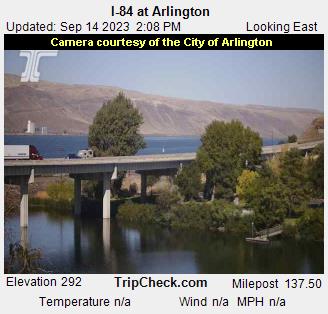 I-84 at Arlington
Updated: Sep 14 2023 2:08 PM Looking East
Camera courtesy of the City of Arlington
Elevation 292 TripCheck.com Milepost 137.50
Temperature n/a Wind n/a MPH n/a